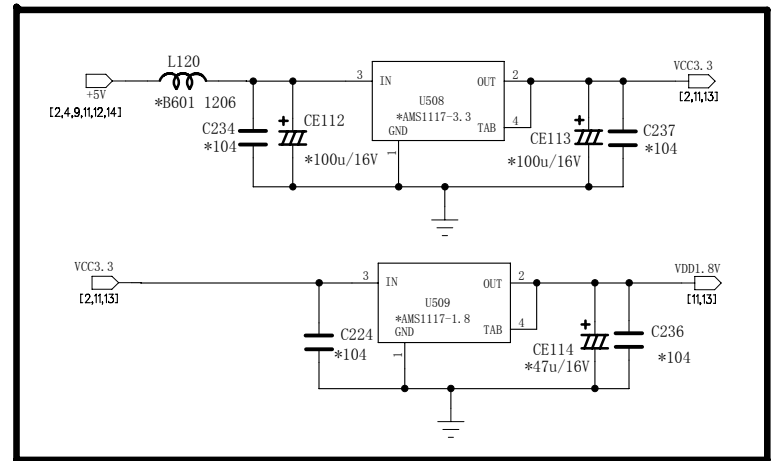 L120
+5V
[2,4,9,11,12,14]
*B601 1206
C234
*104
CE112
+
*100u/16V
3
IN
U508
*AMS1117-3.3
GND
1
OUT
2
TAB
4
+
CE113
*100u/16V
C237
*104
VCC3.3
[2,11,13]
VCC3.3
[2,11,13]
C224
*104
3
IN
U509
*AMS1117-1.8
GND
1
OUT
2
TAB
4
+
CE114
*47u/16V
C236
*104
VDD1.8V
[11,13]